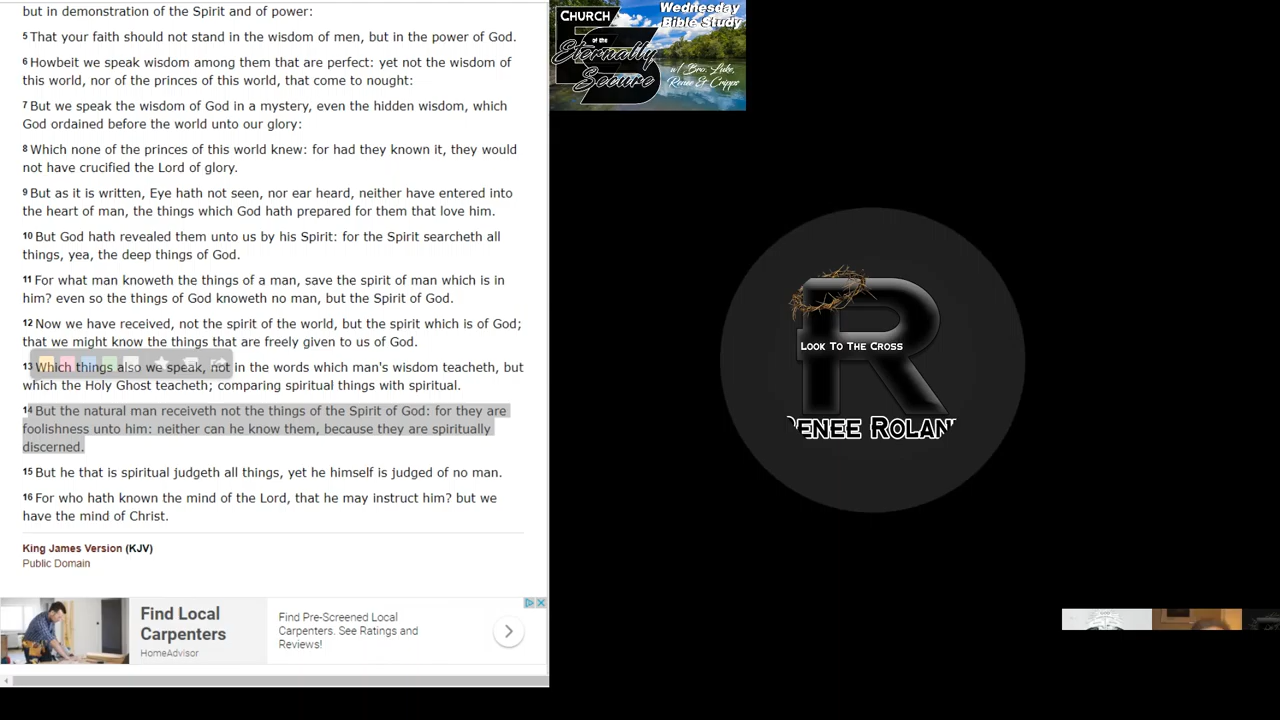 but in demonstration of the Spirit and of power:
5 That your faith should not stand in the wisdom of men, but in the power of God.
6 Howbeit we speak wisdom among them that are perfect: yet not the wisdom of
this world, nor of the princes of this world, that come to nought:
7 But we speak the wisdom of God in a mystery, even the hidden wisdom, which
God ordained before the world unto our glory:
8 Which none of the princes of this world knew: for had they known it, they would
not have crucified the Lord of glory.
9 But as it is written, Eye hath not seen, nor ear heard, neither have entered into
the heart of man, the things which God hath prepared for them that love him.
10 But God hath revealed them unto us by his Spirit: for the Spirit searcheth all
things, yea, the deep things of God.
11 For what man knoweth the things of a man, save the spirit of man which is in
him? even so the things of God knoweth no man, but the Spirit of God.
12 Now we have received, not the spirit of the world, but the spirit which is of God;
that we might know the things that are freely given to us of God.
13 Which things also we speak, not in the words which man's wisdom teacheth, but
which the Holy Ghost teacheth; comparing spiritual things with spiritual.
14 But the natural man receiveth not the things of the Spirit of God: for they are
foolishness unto him: neither can he know them, because they are spiritually
discerned.
15 But he that is spiritual judgeth all things, yet he himself is judged of no man.
16 For who hath known the mind of the Lord, that he may instruct him? but we
have the mind of Christ.
King James Version (KJV)
Public Domain
Find Local
Carpenters
HomeAdvisor
Find Pre-Screened Local
Carpenters. See Ratings and
Reviews!
CHURCH
of the
Eternally
Secure
Wednesday
Bible Study
w/ Bro. Luke,
Renee & Cripps
R
LOOK TO THE CROSS
RENEE ROLAN